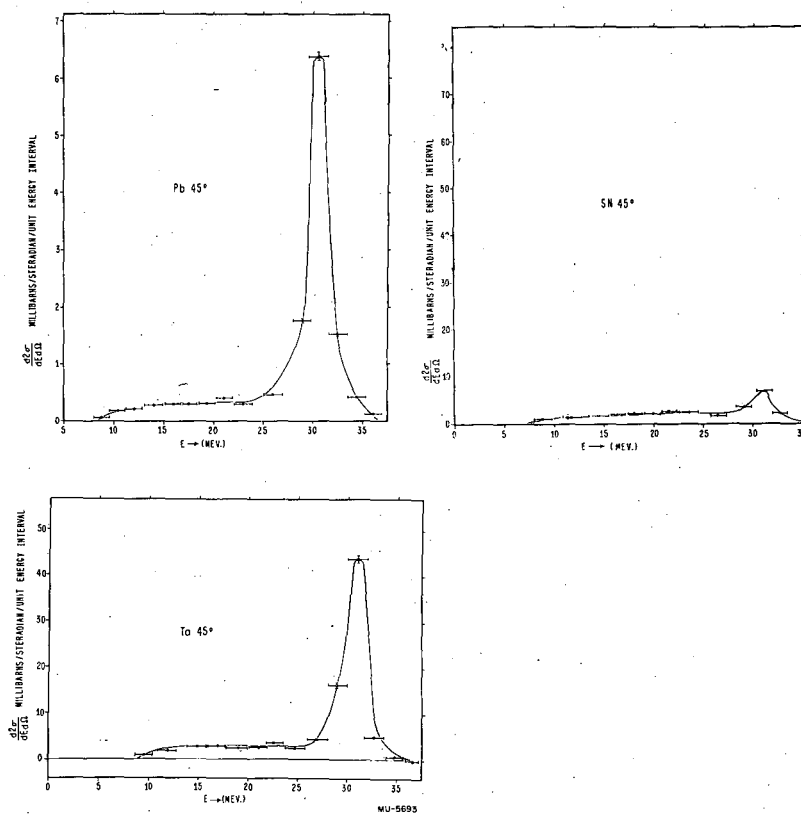 7
6
5
4
3
2
1
0
d2σ
dEdΩ
MILLIBARNS/STERADIAN/UNIT ENERGY INTERVAL
Pb 45°
5 10 15 20 25 30 35
E → (MEV.)
80
70
60
50
40
30
20
10
0
d2σ
dEdΩ
MILLIBARNS/STERADIAN/UNIT ENERGY INTERVAL
SN 45°
0 5 10 15 20 25 30 35
E → (MEV.)
50
40
30
20
10
0
d2σ
dEdΩ
MILLIBARNS/STERADIAN/UNIT ENERGY INTERVAL
Ta 45°
0 5 10 15 20 25 30 35
E → (MEV.)
MU-5693